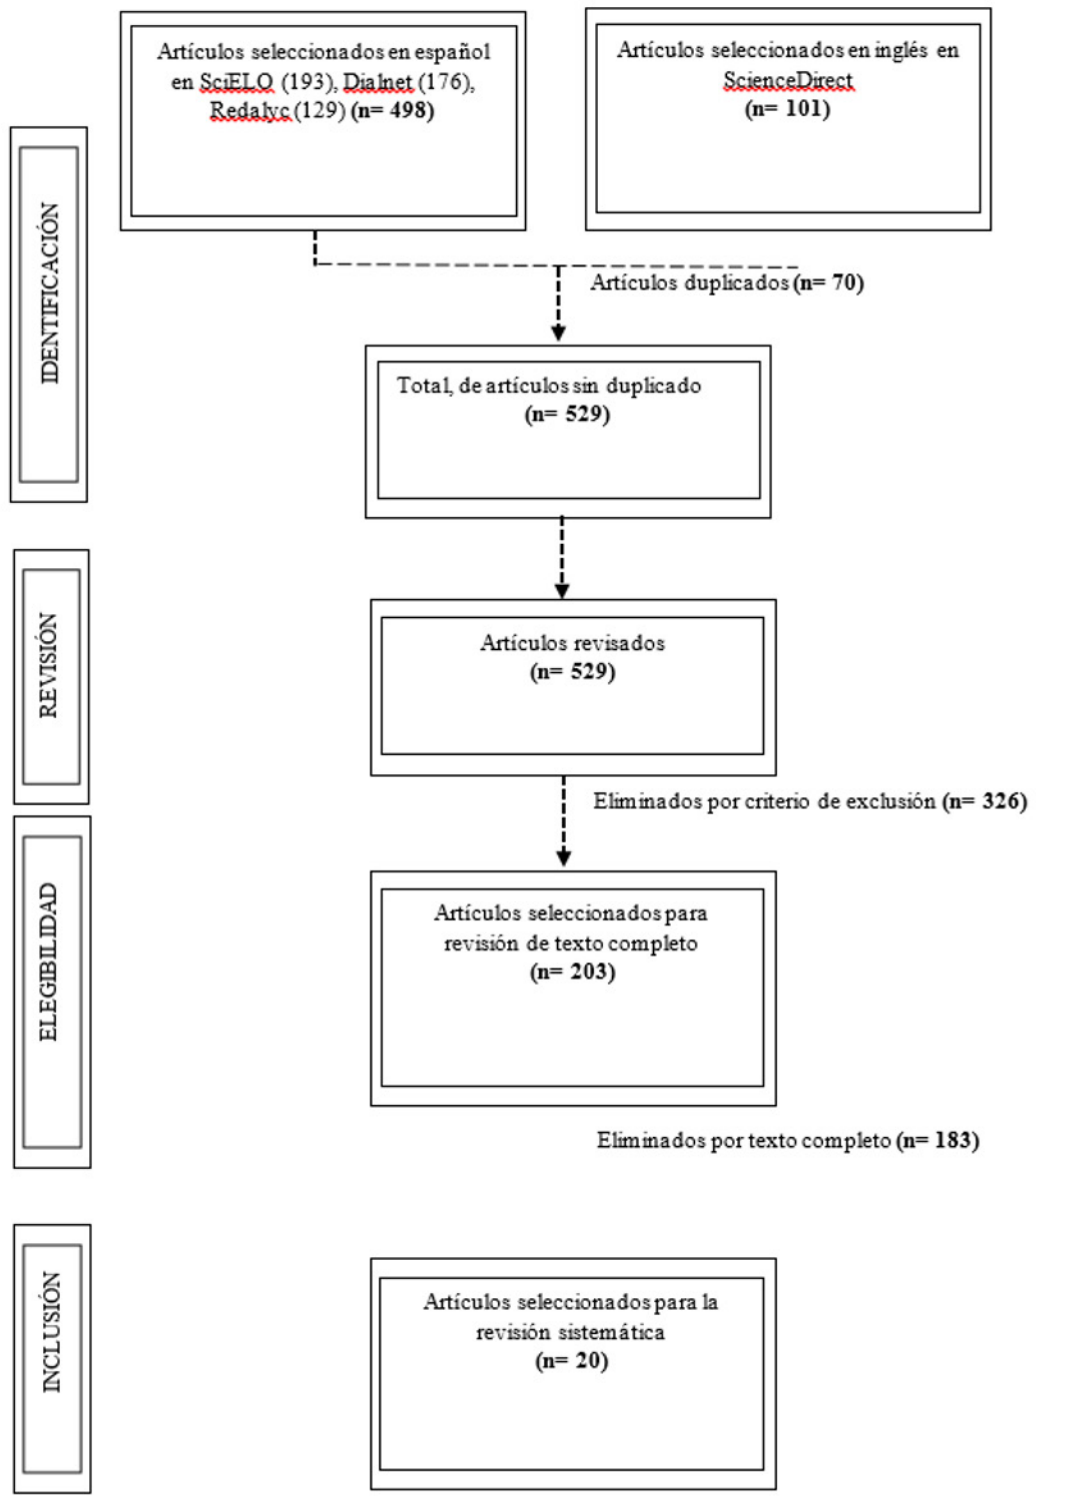 Artículos seleccionados en español
en SciELO (193), Dialnet (176),
Redalyc (129) (n= 498)
Artículos seleccionados en inglés en
ScienceDirect
(n= 101)
IDENTIFICACIÓN
Artículos duplicados (n= 70)
Total, de artículos sin duplicado
(n= 529)
REVISIÓN
Artículos revisados
(n= 529)
Eliminados por criterio de exclusión (n= 326)
ELEGIBILIDAD
Artículos seleccionados para
revisión de texto completo
(n= 203)
Eliminados por texto completo (n= 183)
INCLUSIÓN
Artículos seleccionados para la
revisión sistemática
(n= 20)